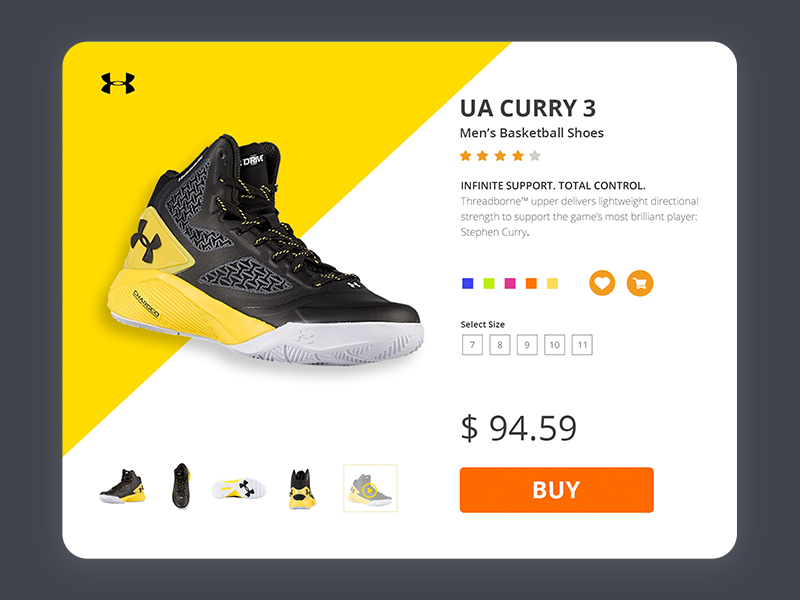 UA CURRY 3
Men’s Basketball Shoes
INFINITE SUPPORT. TOTAL CONTROL.
Threadborne™ upper delivers lightweight directional
strength to support the game’s most brilliant player:
Stephen Curry.
Select Size
7 8 9 10 11
$ 94.59
BUY
CHARGED